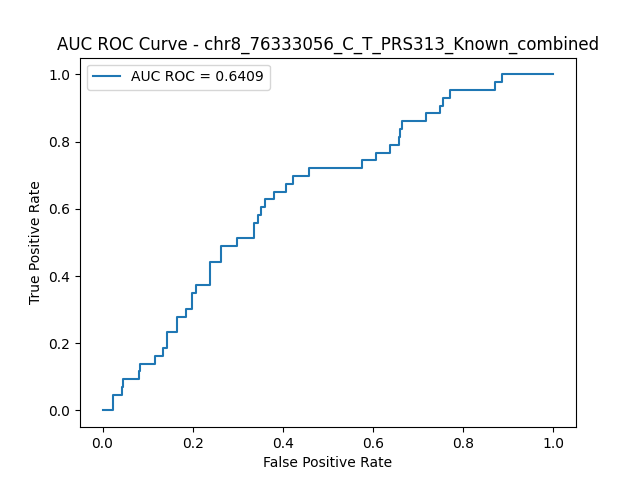 AUC ROC Curve - chr8_76333056_C_T_PRS313_Known_combined
AUC ROC = 0.6409
1.0
0.8
0.6
0.4
0.2
0.0
True Positive Rate
0.0 0.2 0.4 0.6 0.8 1.0
False Positive Rate